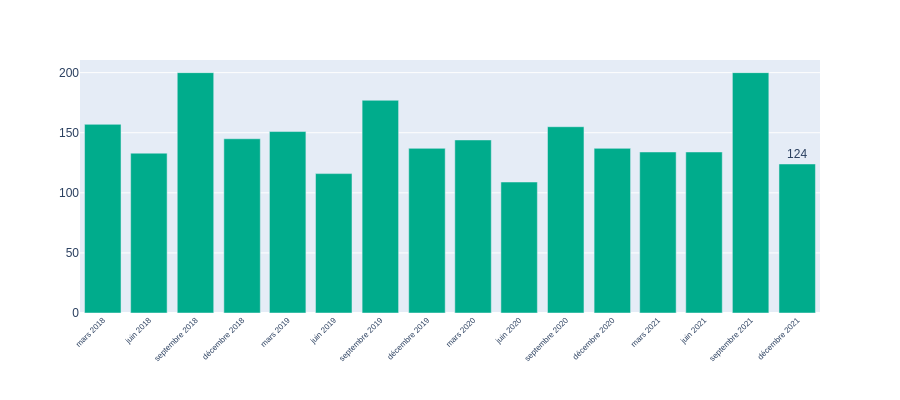 200
150
100
50
0
124
mars 2018
juin 2018
septembre 2018
décembre 2018
mars 2019
juin 2019
septembre 2019
décembre 2019
mars 2020
juin 2020
septembre 2020
décembre 2020
mars 2021
juin 2021
septembre 2021
décembre 2021